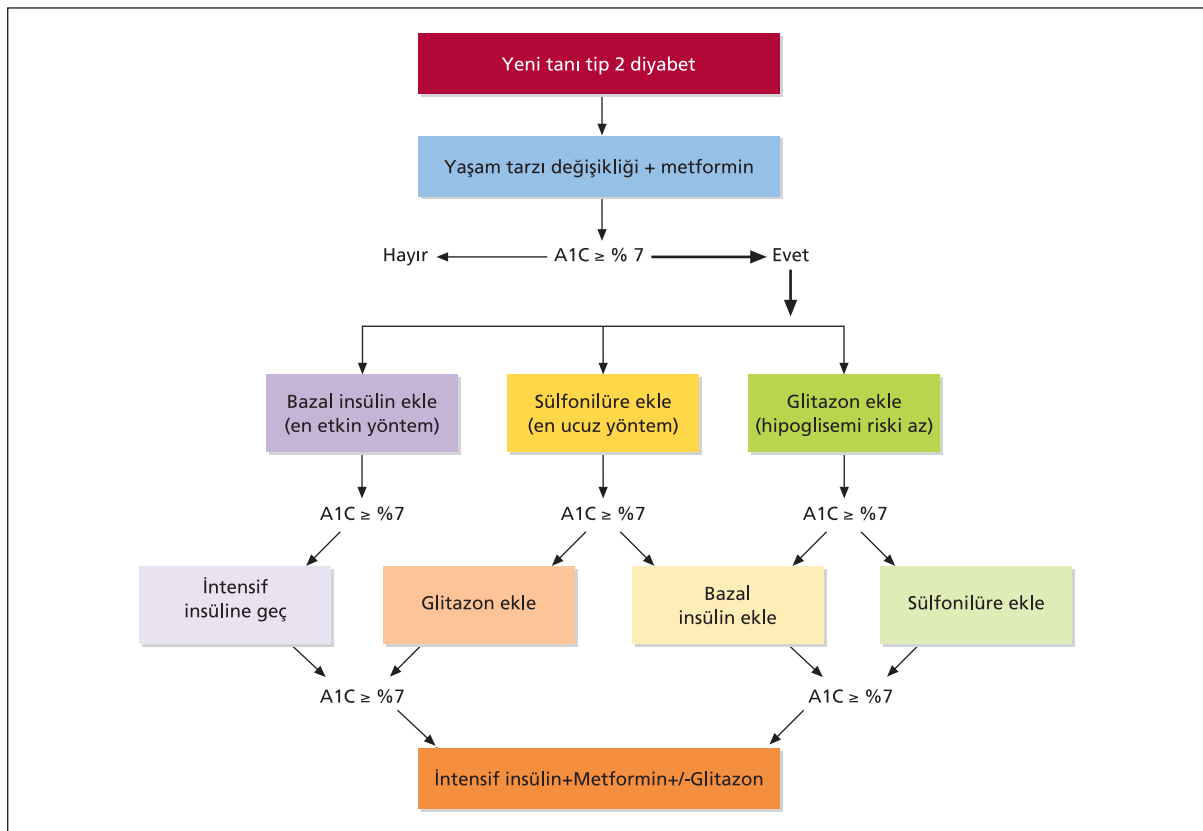 Yeni tanı tip 2 diyabet
Yaşam tarzı değişikliği + metformin
Hayır
A1C ≥ % 7
Evet
Bazal insülin ekle
(en etkin yöntem)
Sülfonilüre ekle
(en ucuz yöntem)
Glitazon ekle
(hipoglisemi riski az)
A1C ≥ %7
A1C ≥ %7
A1C ≥ %7
İntensif
insüline geç
Glitazon ekle
Bazal
insülin ekle
Sülfonilüre ekle
A1C ≥ %7
A1C ≥ %7
İntensif insülin+Metformin+/-Glitazon